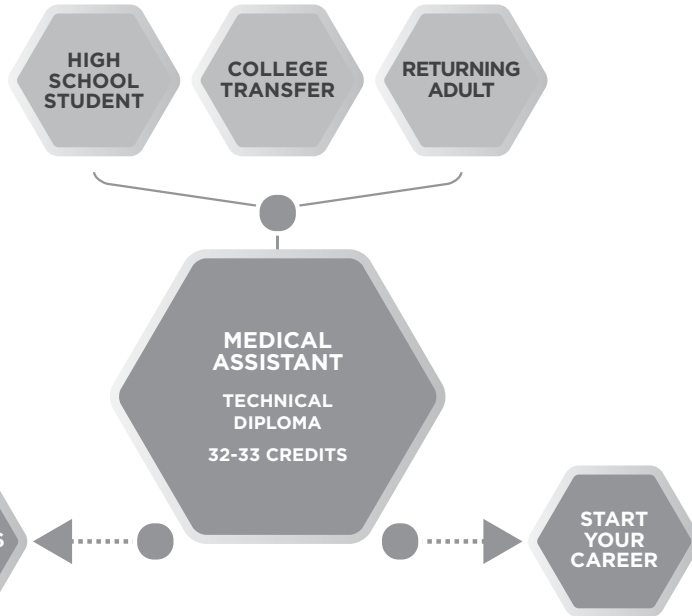 HIGH
SCHOOL
STUDENT
COLLEGE
TRANSFER
RETURNING
ADULT
MEDICAL
ASSISTANT
TECHNICAL
DIPLOMA
32-33 CREDITS
START
YOUR
CAREER